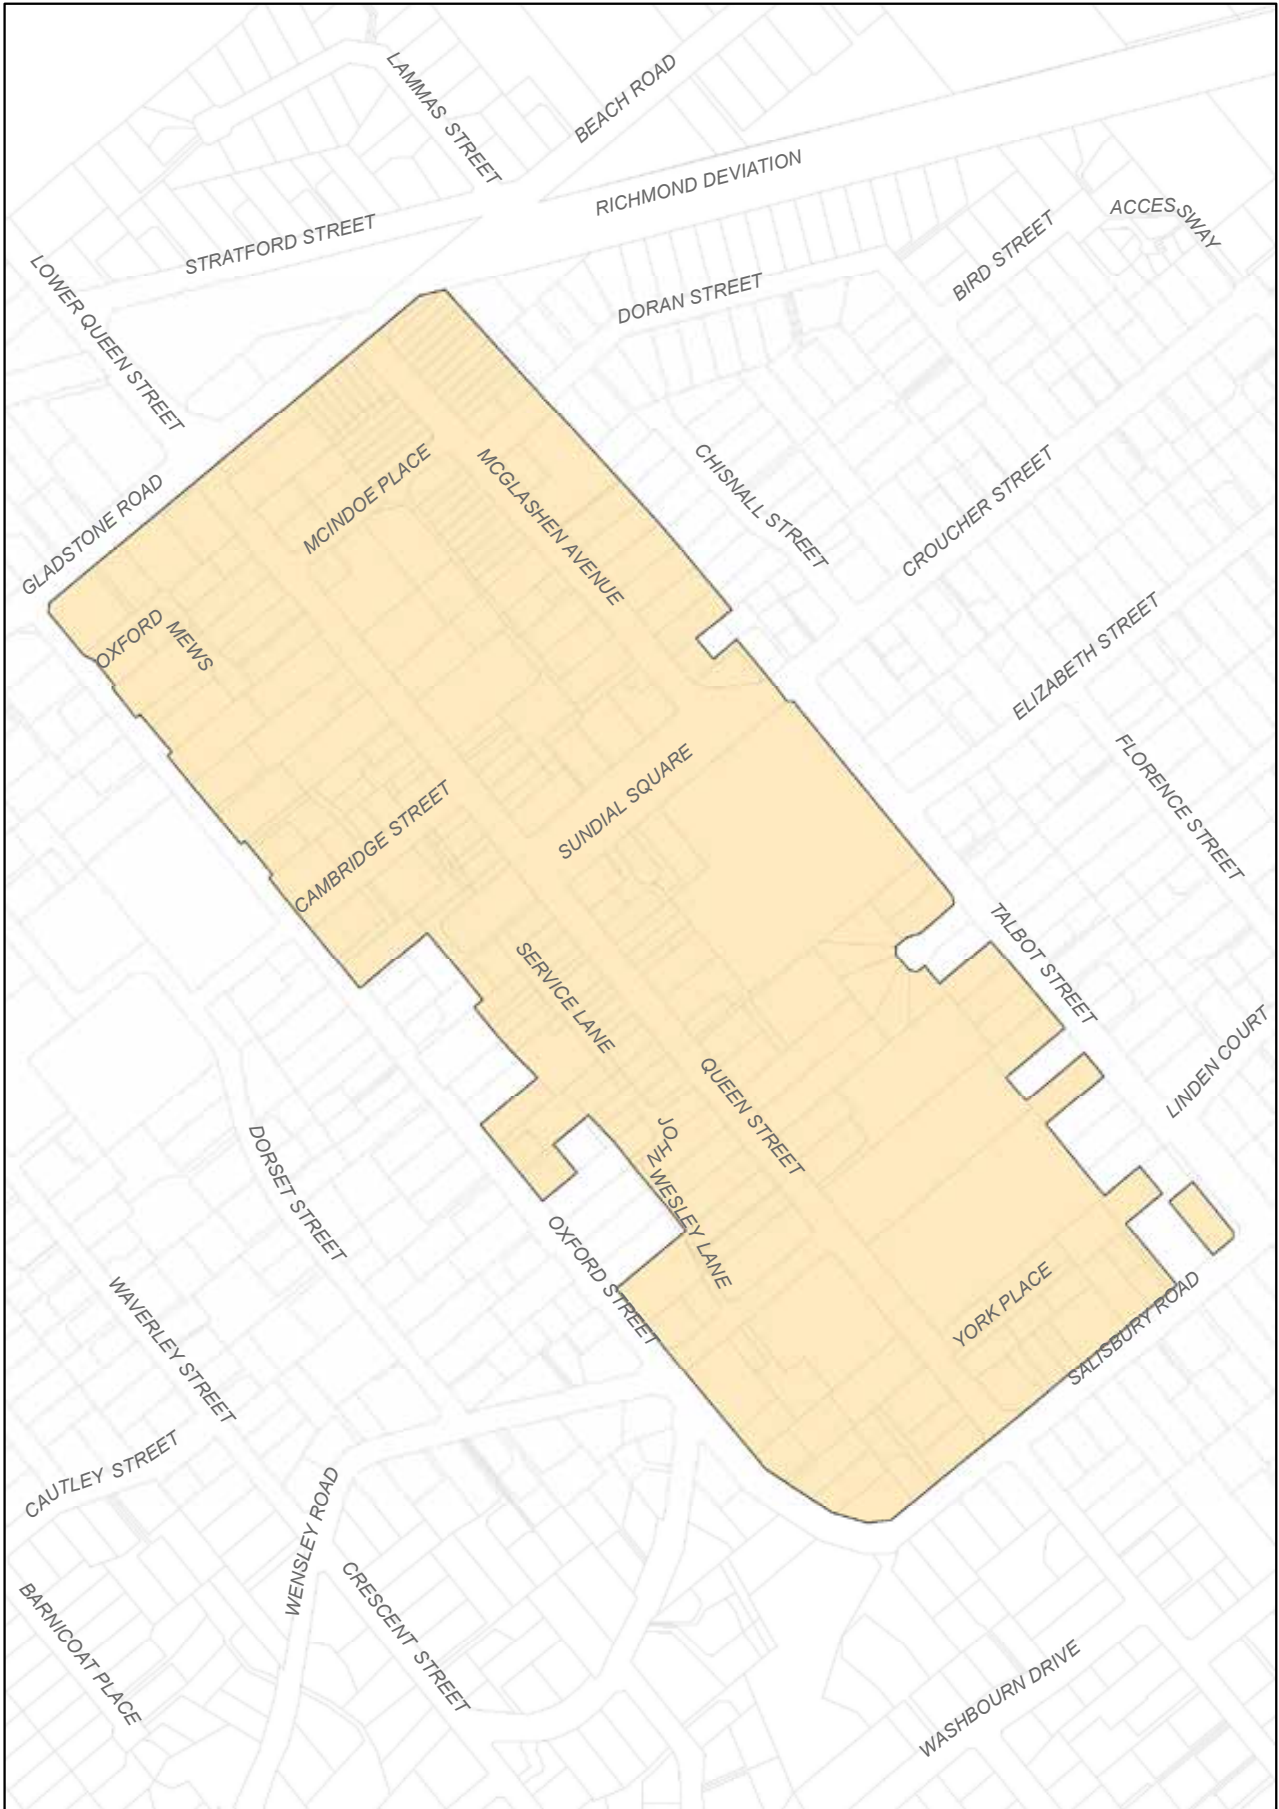 LAMMAS STREET
BEACH ROAD
RICHMOND DEVIATION
STRATFORD STREET
ACCES SWAY
BIRD STREET
LOWER QUEEN STREET
DORAN STREET
CHISNALL STREET
CROUCHER STREET
MCINDOE PLACE
MCGLASHEN AVENUE
GLADSTONE ROAD
OXFORD MEWS
ELIZABETH STREET
FLORENCE STREET
SUNDIAL SQUARE
CAMBRIDGE STREET
TALBOT STREET
SERVICE LANE
LINDEN COURT
QUEEN STREET
JOHN WESLEY LANE
DORSET STREET
OXFORD STREET
YORK PLACE
SALISBURY ROAD
WAVERLEY STREET
CAUTLEY STREET
WENSLEY ROAD
CRESCENT STREET
BARNICOAT PLACE
WASHBOURN DRIVE